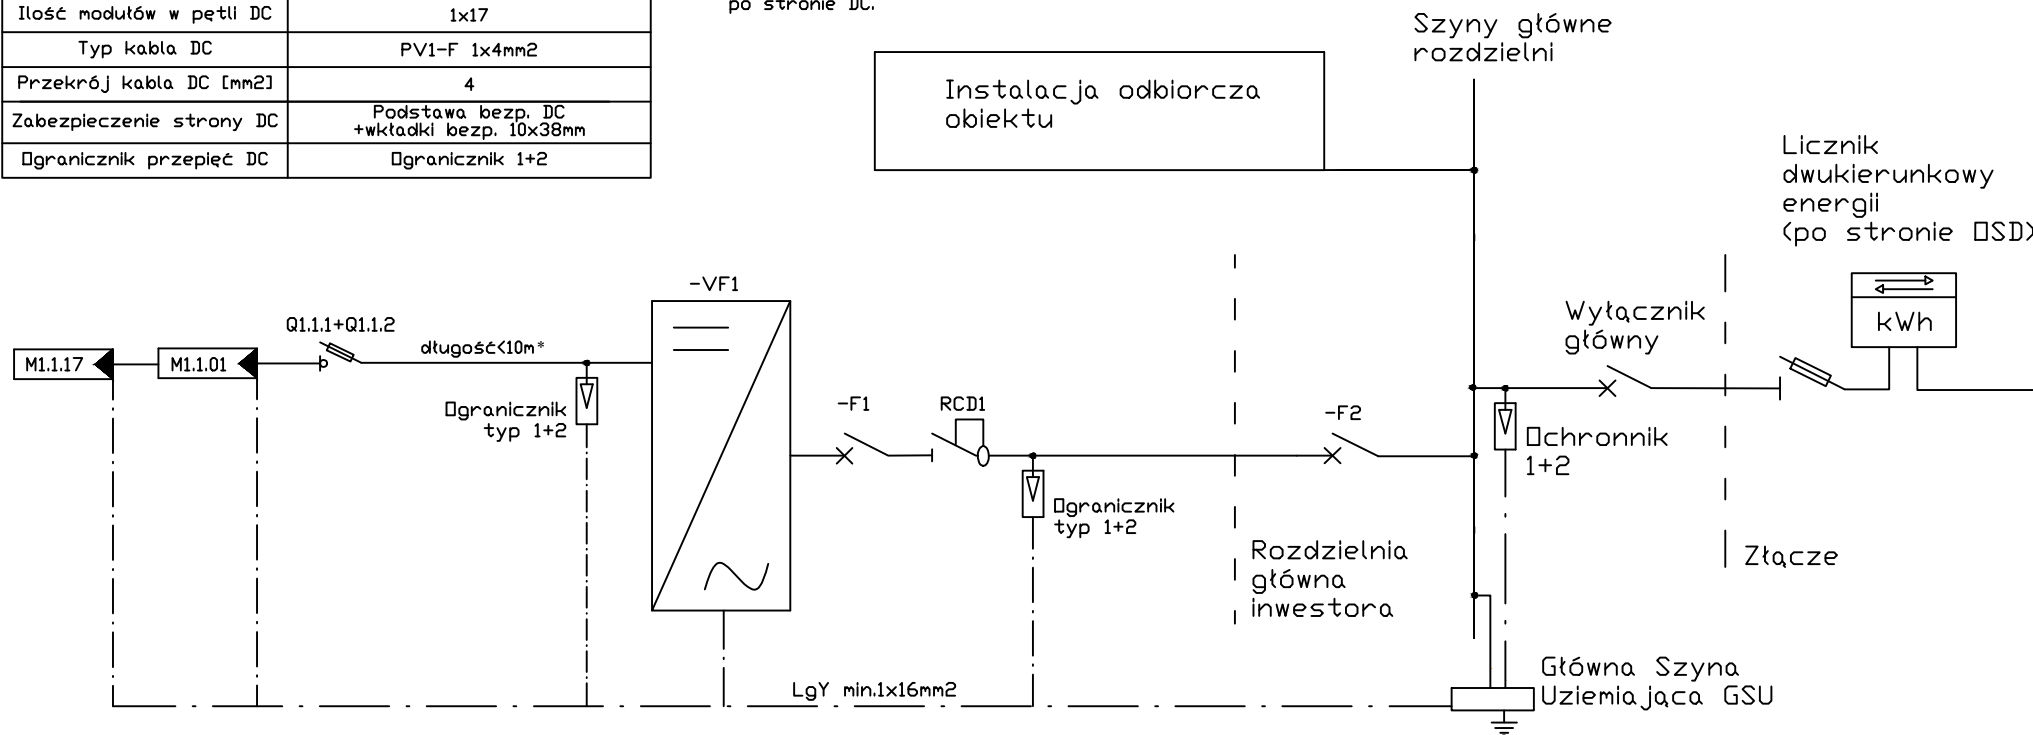 Ilość modułów w pętli DC 1x17
po stronie DC.
Typ kabla DC PV1-F 1x4mm2
Przekrój kabla DC [mm2] 4
Zabezpieczenie strony DC Podstawa bezp. DC
+wkładki bezp. 10x38mm
Ogranicznik przepięć DC Ogranicznik 1+2
Instalacja odbiorcza
obiektu
Szyny główne
rozdzielni
Licznik
dwukierunkowy
energii
(po stronie OSD)
kWh
Wyłącznik
główny
-VF1
Q1.1.1+Q1.1.2
M1.1.17
M1.1.01
długość<10m*
Ogranicznik
typ 1+2
-F1
RCD1
Ogranicznik
typ 1+2
-F2
Ochronnik
1+2
Rozdzielnia
główna
inwestora
Złącze
LgY min.1x16mm2
Główna Szyna
Uziemiająca GSU